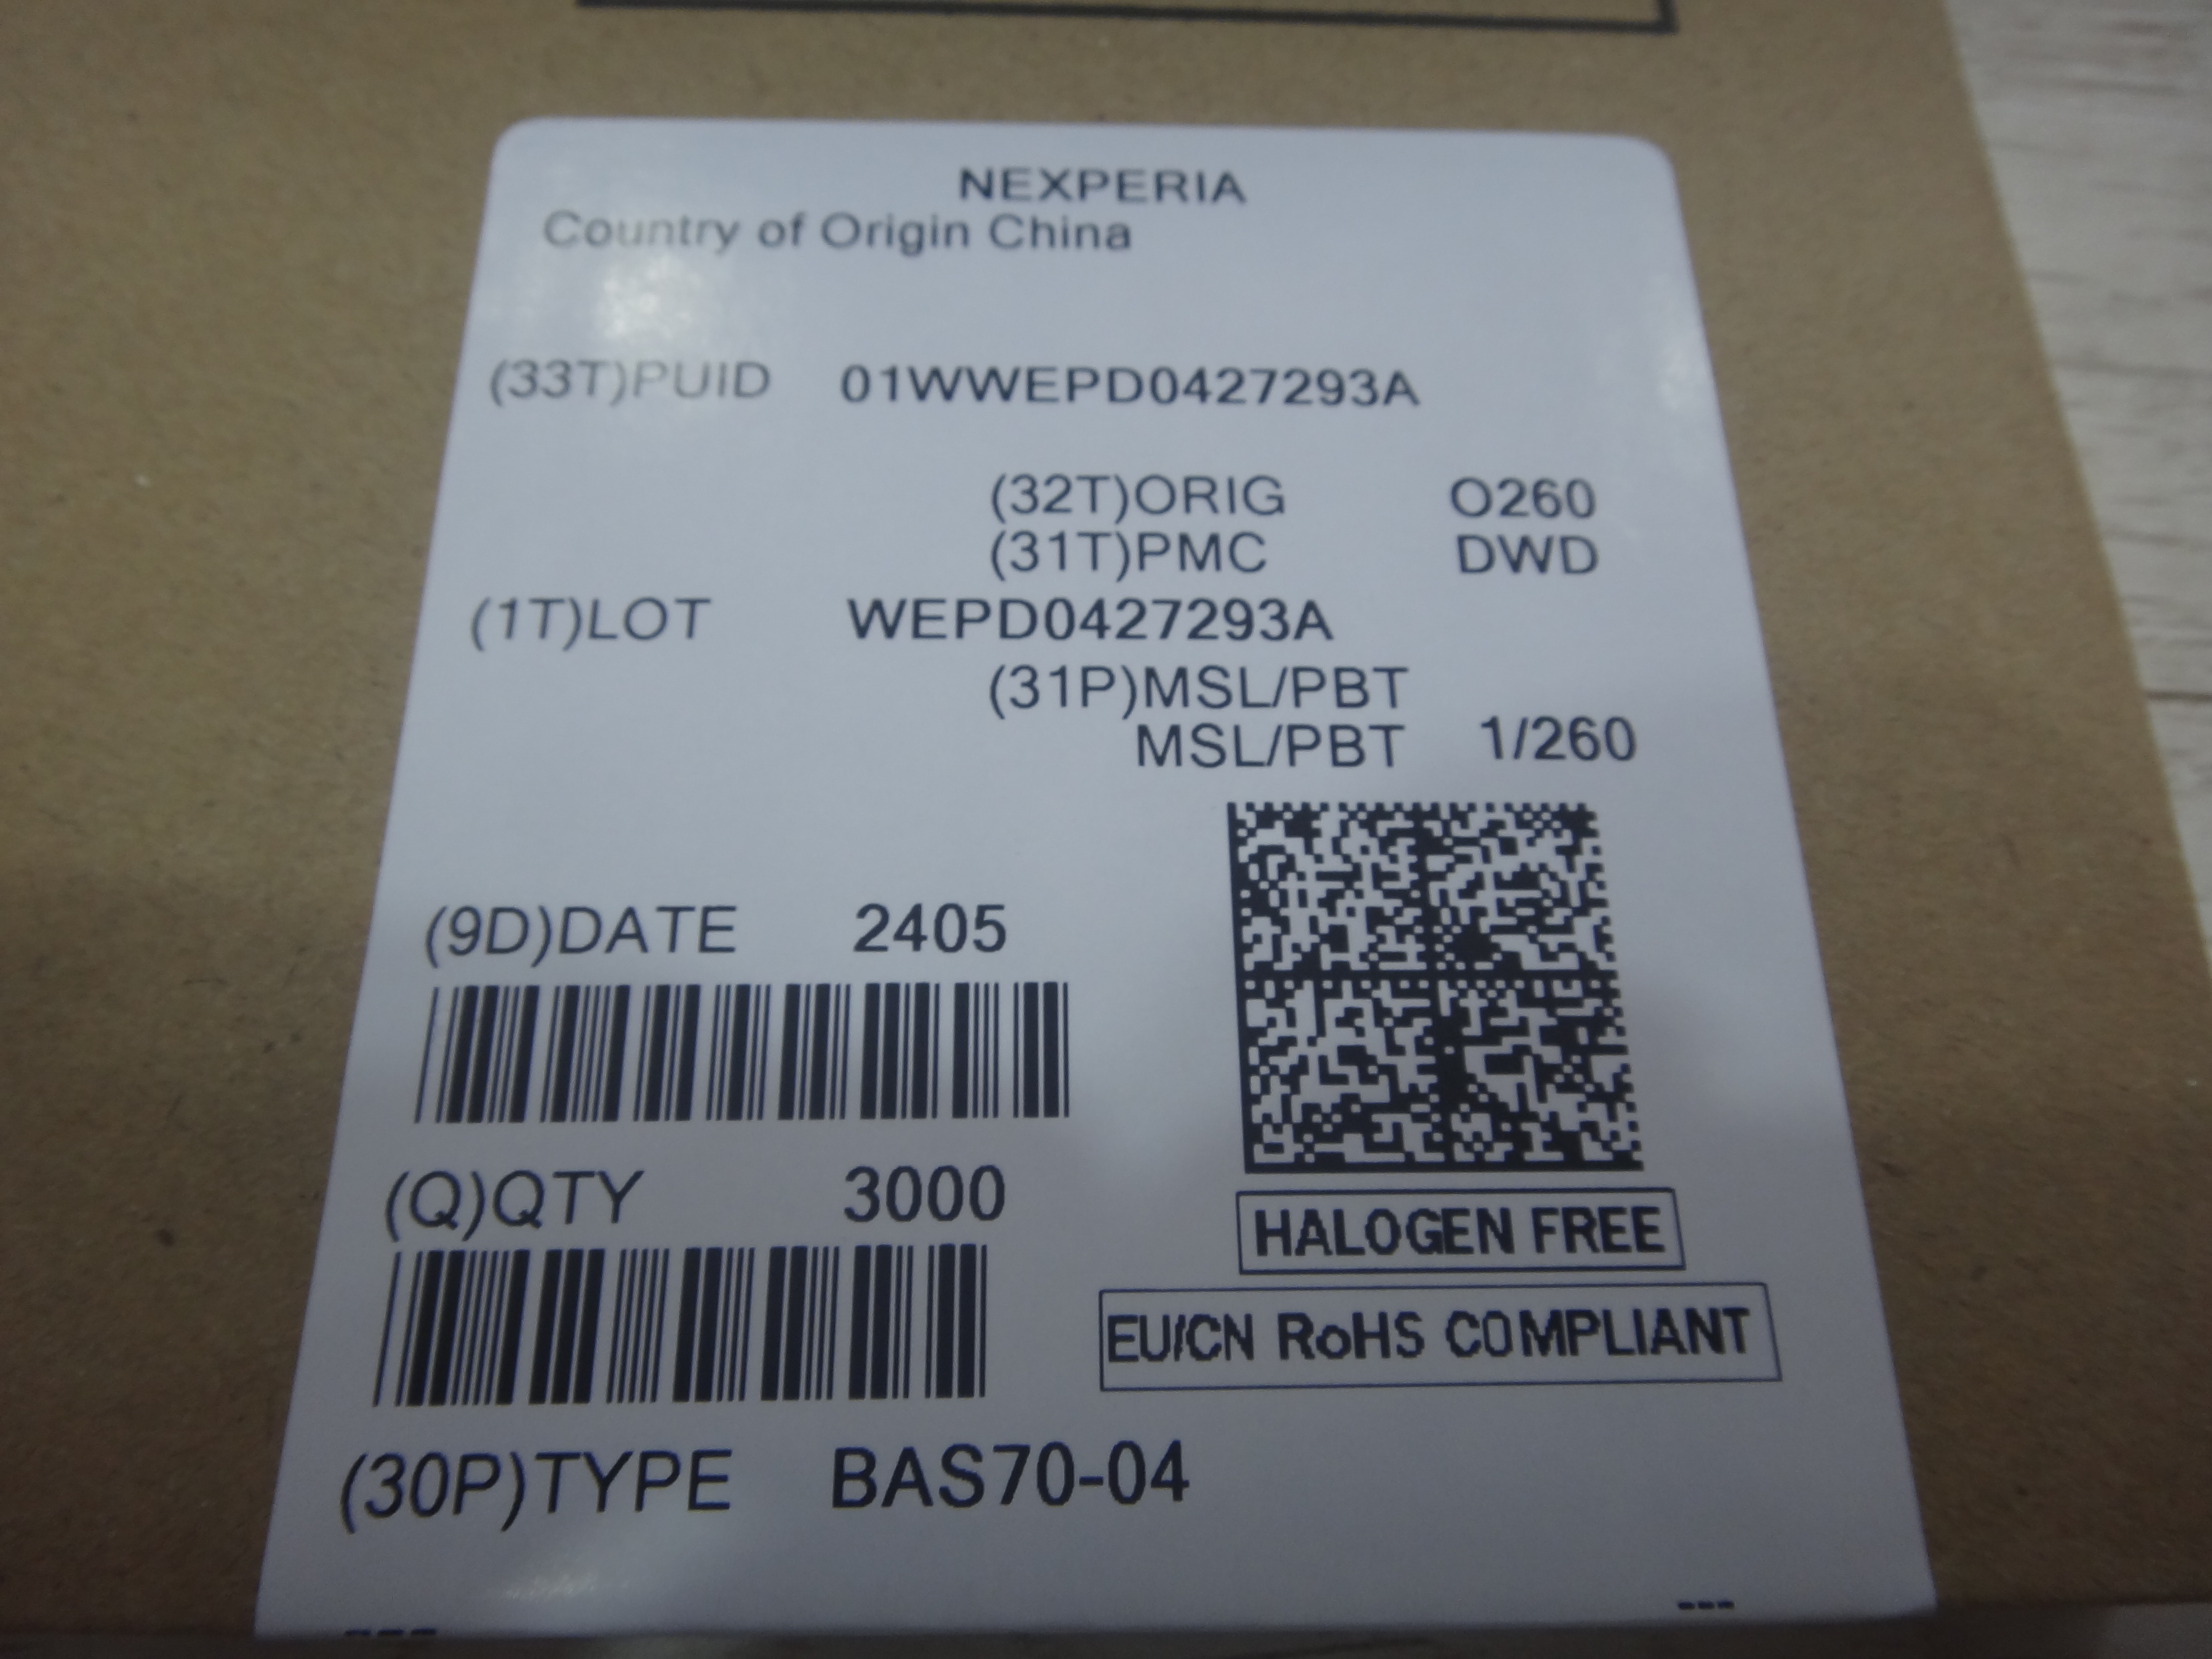 NEXPERIA
Country of Origin China
(33T)PUID 01WWEPD0427293A
(32T)ORIG O260
(31T)PMC DWD
(1T)LOT WEPD0427293A
(31P)MSL/PBT
MSL/PBT 1/260
(9D)DATE 2405
(Q)QTY 3000
HALOGEN FREE
EU/CN RoHS COMPLIANT
(30P)TYPE BAS70-04